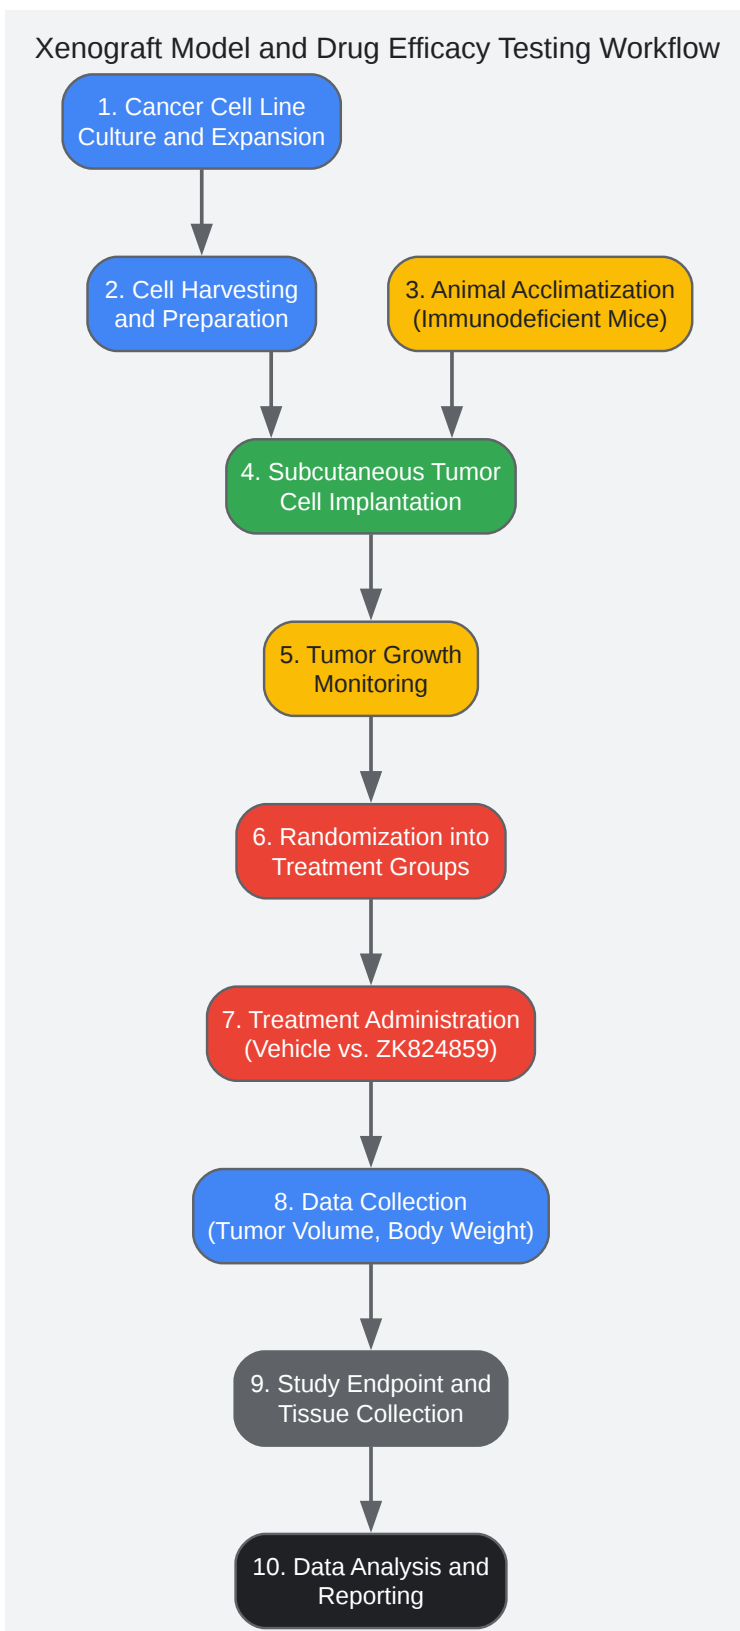 Xenograft Model and Drug Efficacy Testing Workflow
1. Cancer Cell Line
Culture and Expansion
2. Cell Harvesting
and Preparation
3. Animal Acclimatization
(Immunodeficient Mice)
4. Subcutaneous Tumor
Cell Implantation
5. Tumor Growth
Monitoring
6. Randomization into
Treatment Groups
7. Treatment Administration
(Vehicle vs. ZK824859)
8. Data Collection
(Tumor Volume, Body Weight)
9. Study Endpoint and
Tissue Collection
10. Data Analysis and
Reporting